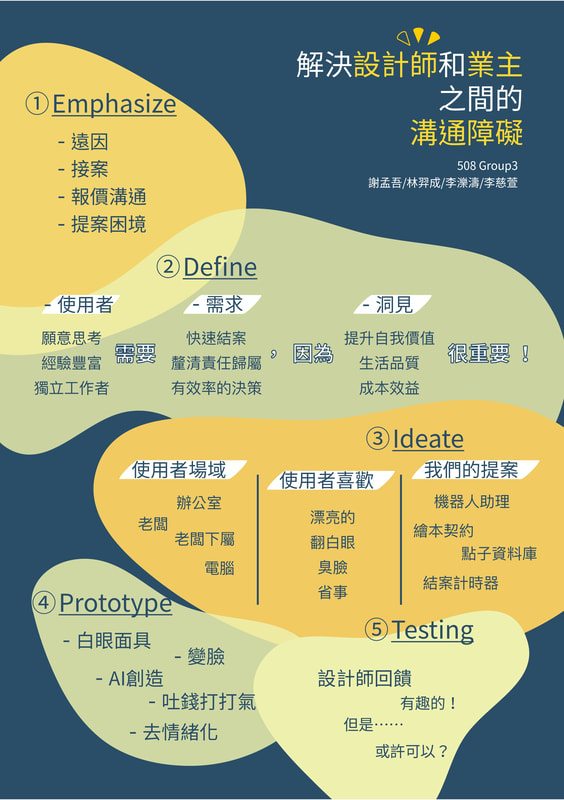 解決設計師和業主
之間的
溝通障礙
508 Group3
謝孟吾/林羿成/李濼濤/李慈萱
①Emphasize
- 遠因
- 接案
- 報價溝通
- 提案困境
②Define
- 使用者
願意思考
經驗豐富
獨立工作者
需要
- 需求
快速結案
釐清責任歸屬
有效率的決策
，因為
- 洞見
提升自我價值
生活品質
成本效益
很重要！
③Ideate
使用者場域
辦公室
老闆
老闆下屬
電腦
使用者喜歡
漂亮的
翻白眼
臭臉
省事
我們的提案
機器人助理
繪本契約
點子資料庫
結案計時器
④Prototype
- 白眼面具
- 變臉
- AI創造
- 吐錢打打氣
- 去情緒化
⑤Testing
設計師回饋
有趣的！
但是……
或許可以？